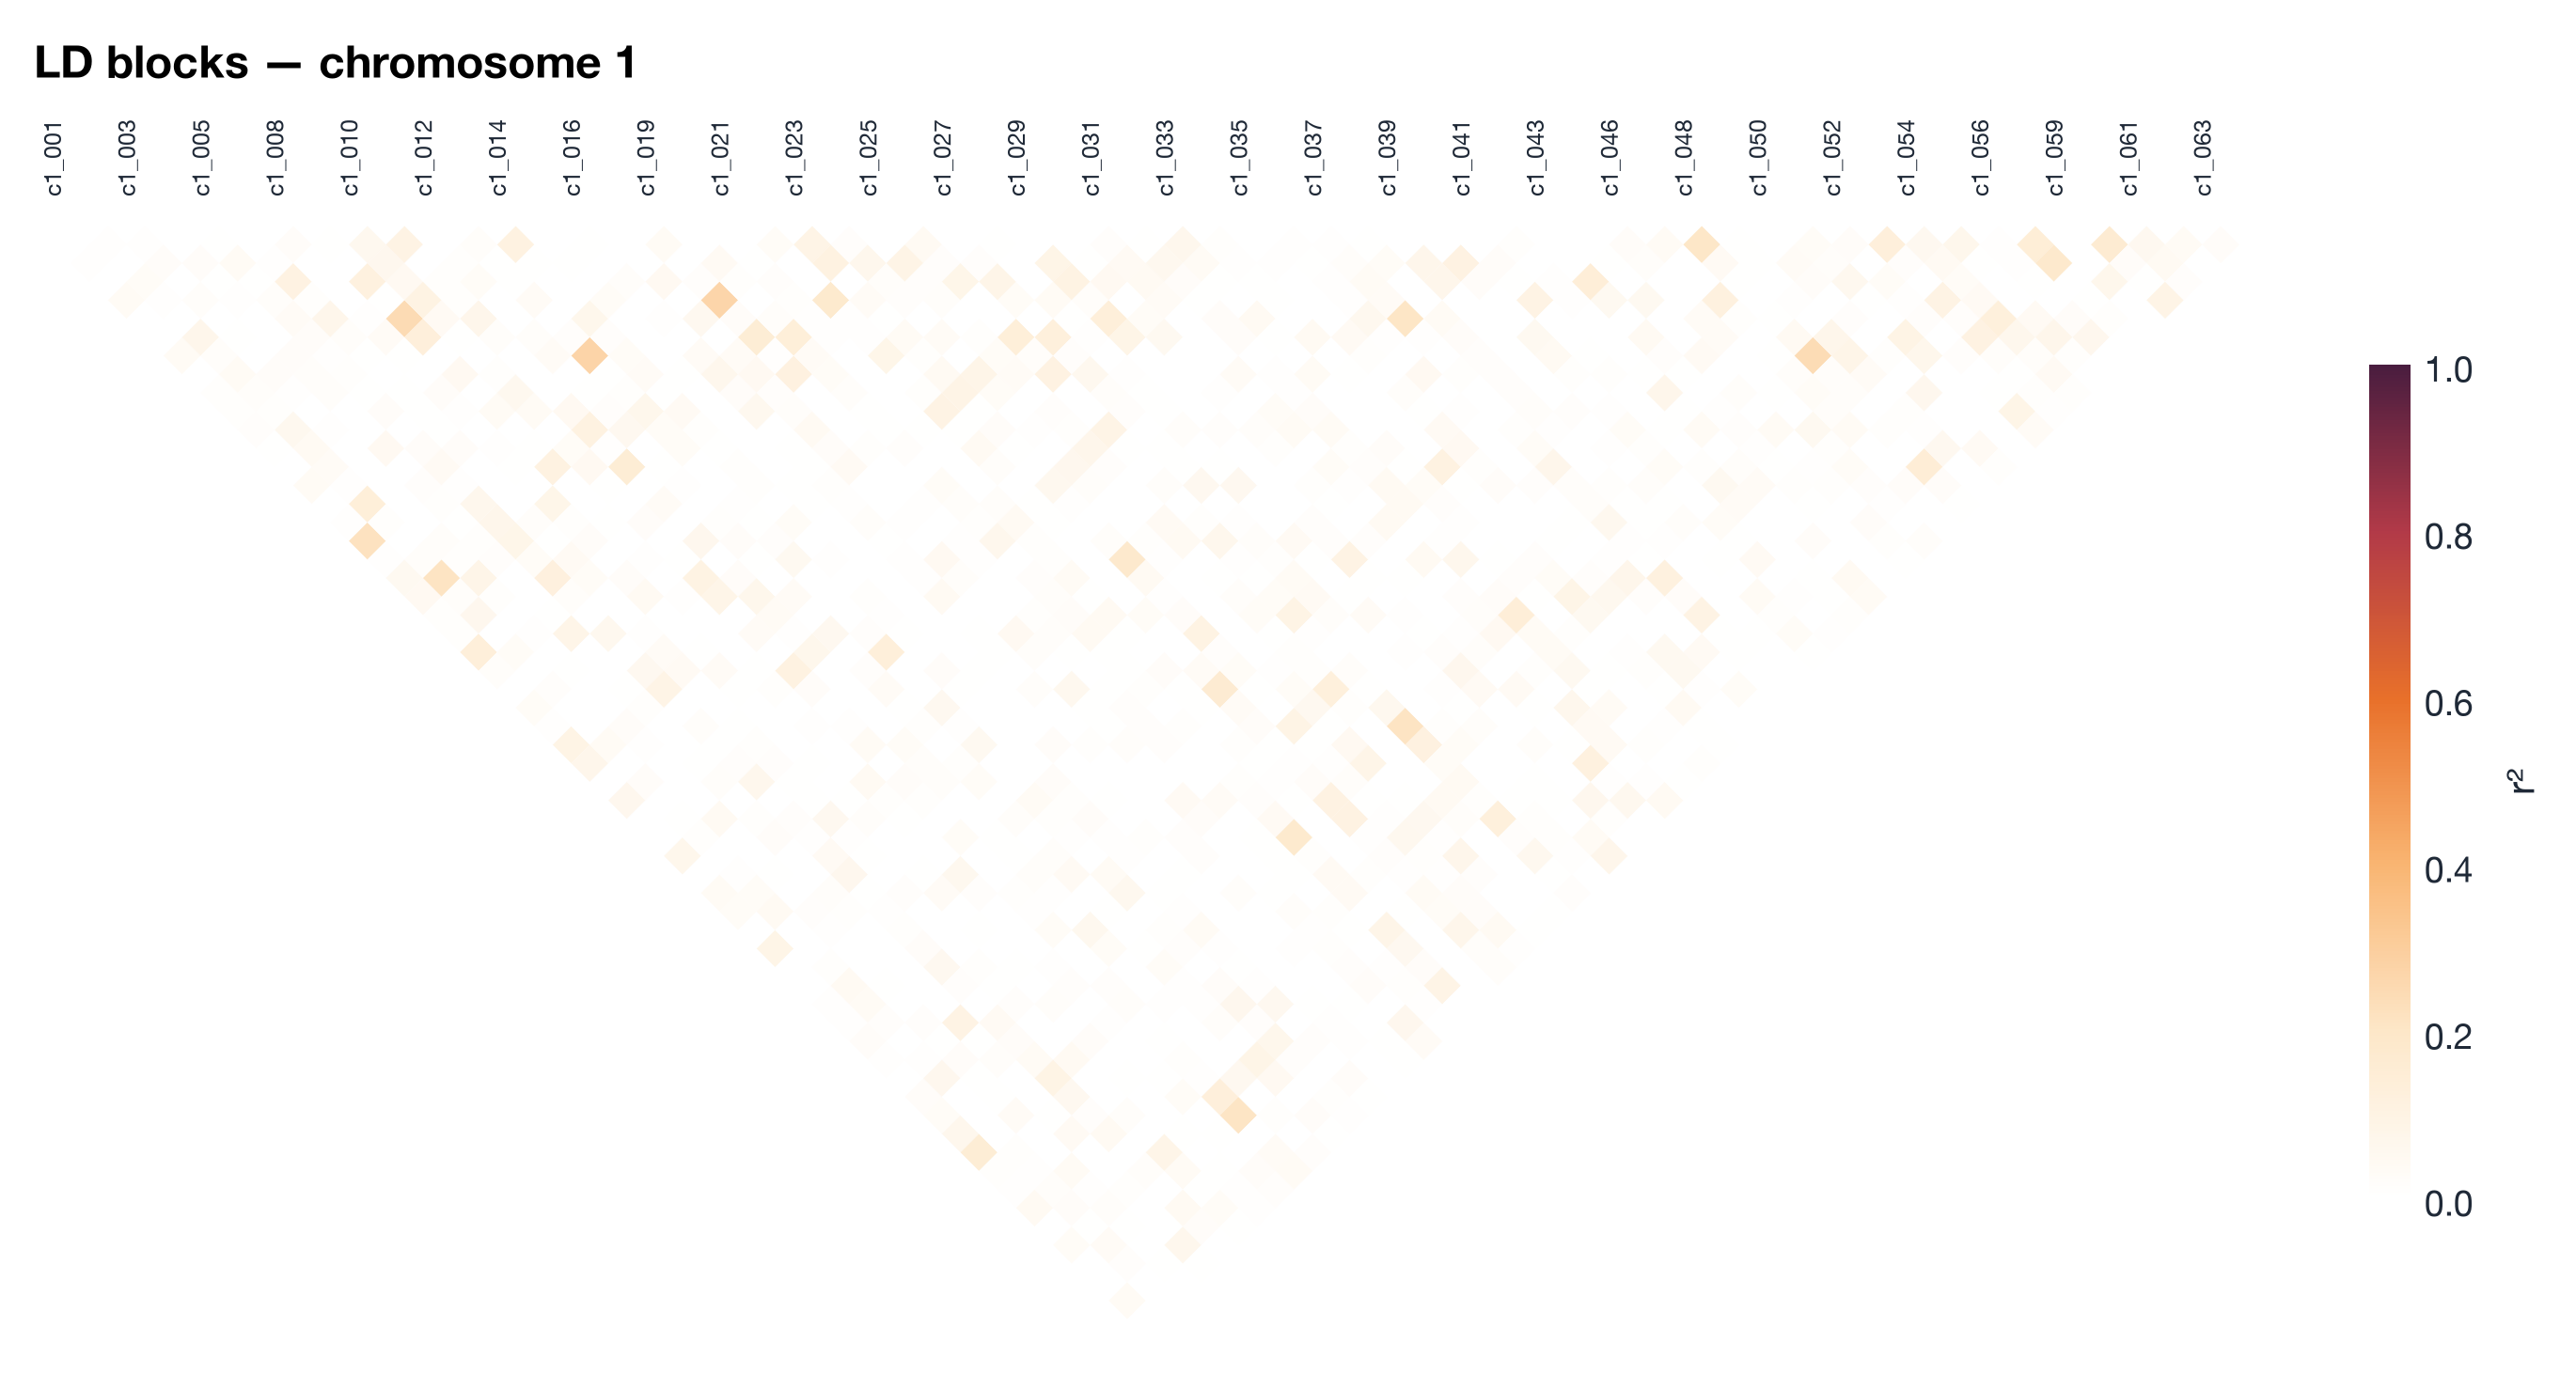 LD blocks — chromosome 1
c1_001
c1_003
c1_005
c1_008
c1_010
c1_012
c1_014
c1_016
c1_019
c1_021
c1_023
c1_025
c1_027
c1_029
c1_031
c1_033
c1_035
c1_037
c1_039
c1_041
c1_043
c1_046
c1_048
c1_050
c1_052
c1_054
c1_056
c1_059
c1_061
c1_063
1.0
0.8
0.6
0.4
0.2
0.0
r²